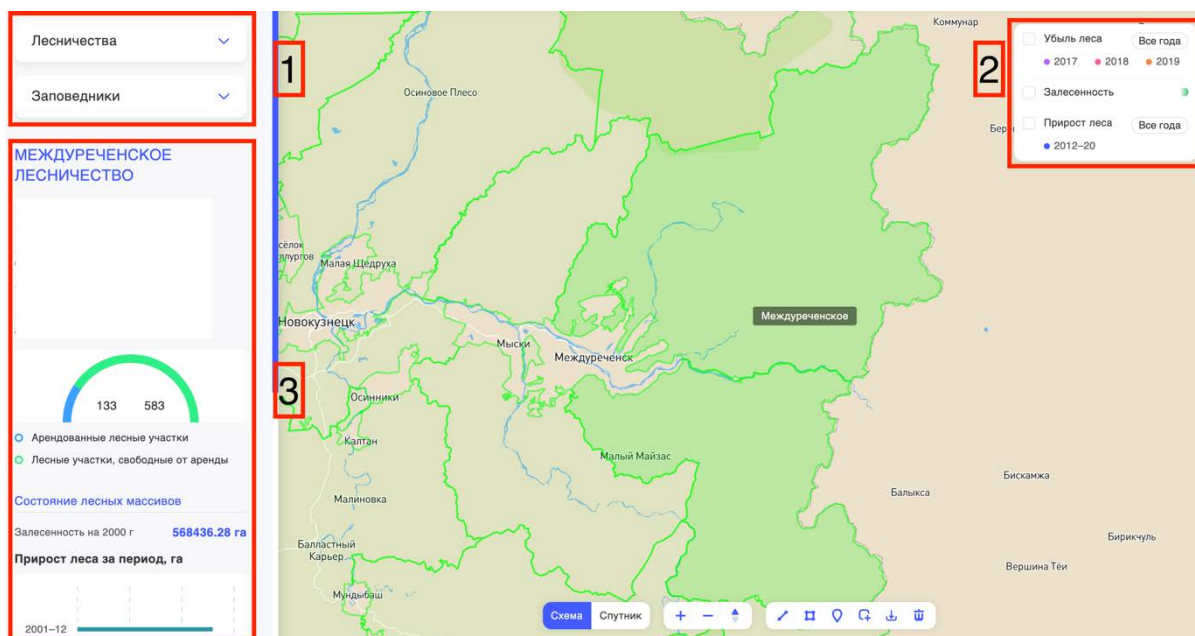 Лесничества
Заповедники
1
МЕЖДУРЕЧЕНСКОЕ
ЛЕСНИЧЕСТВО
133 583
Арендованные лесные участки
Лесные участки, свободные от аренды
Состояние лесных массивов
Залесенность на 2000 г 568436.28 га
Прирост леса за период, га
2001–12
3
Коммунар
Осиновое Плесо
Малая Щедруха
Новокузнецк
Мыски
Междуреченск
Междуреченское
Осинники
Калтан
Малый Майзас
Малиновка
Балластный
Карьер
Мундыбаш
Балыкса
Бискамжа
Бирикчуль
Вершина Тёи
2
Убыль леса Все года
2017 2018 2019
Залесенность
Прирост леса Все года
2012–20
Схема Спутник